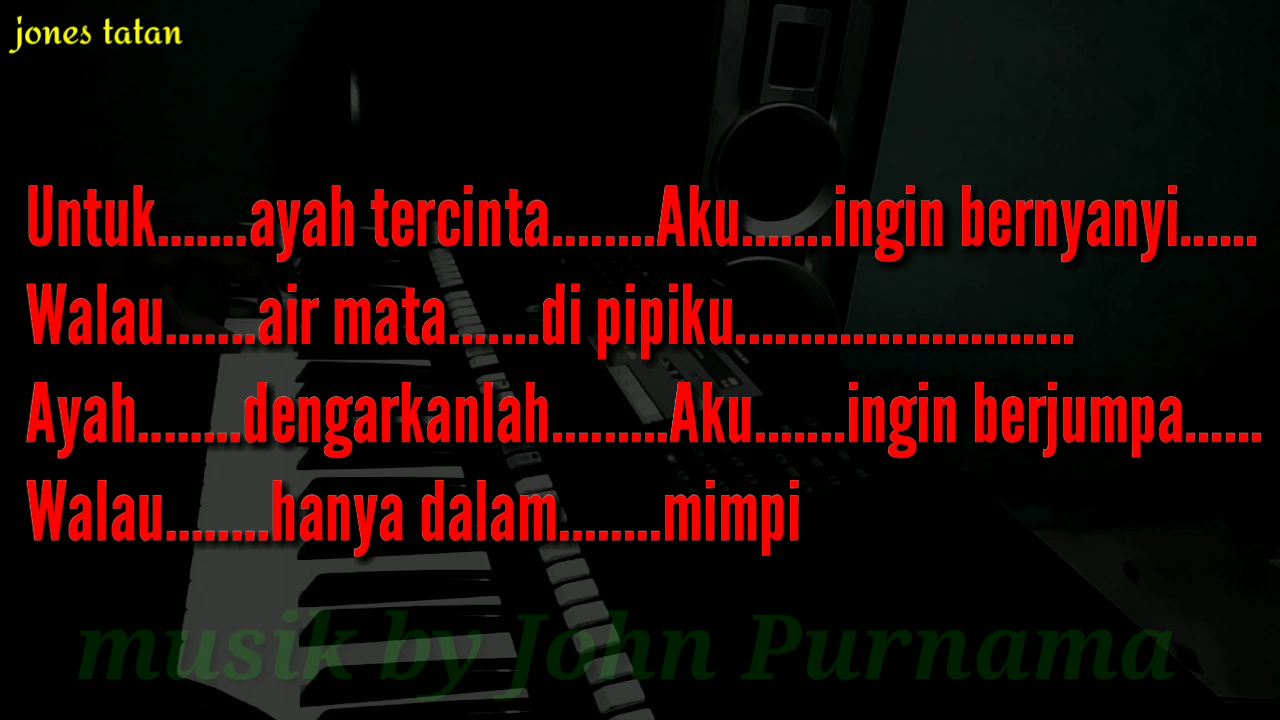 jones tatan
Untuk.......ayah tercinta........Aku.......ingin bernyanyi......
Walau.......air mata.......di pipiku..........................
Ayah........dengarkanlah.........Aku.......ingin berjumpa......
Walau........hanya dalam........mimpi
musik by John Purnama